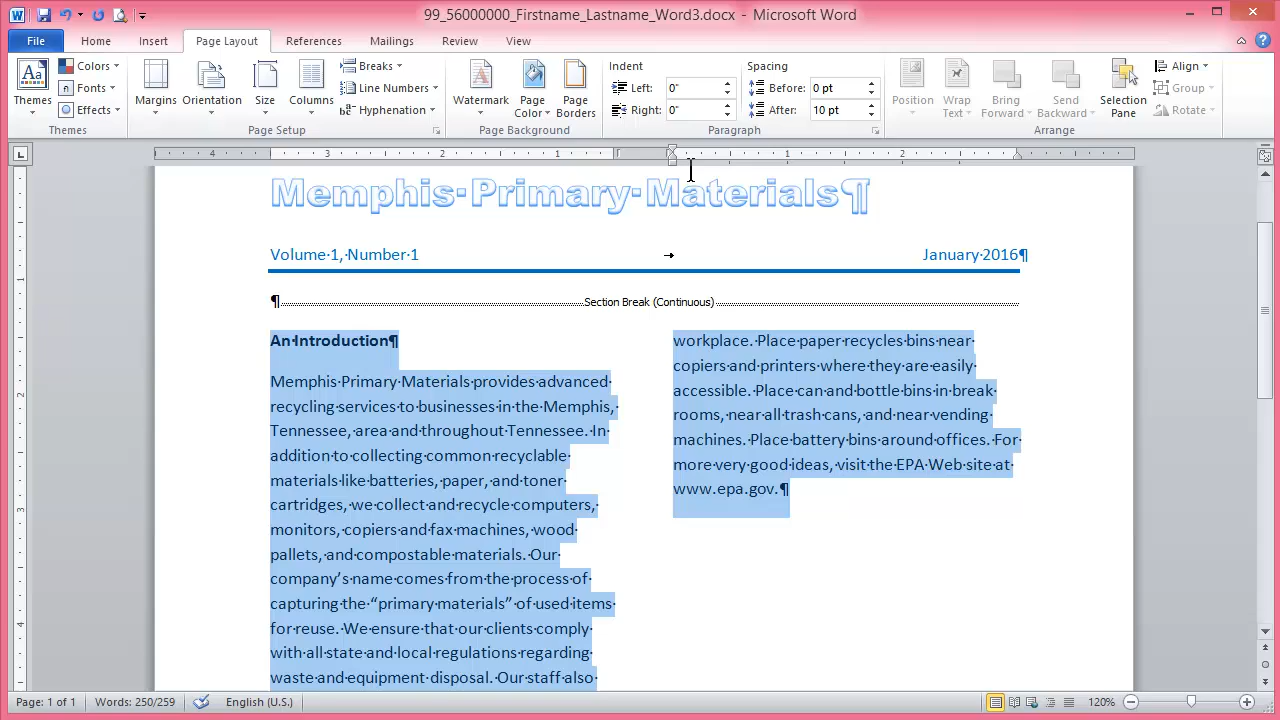 99_56000000_Firstname_Lastname_Word3.docx - Microsoft Word
File Home Insert Page Layout References Mailings Review View
Themes
Colors
Fonts
Effects
Themes
Margins
Orientation
Size
Columns
Breaks
Line Numbers
Hyphenation
Page Setup
Watermark
Page Color
Page Borders
Page Background
Indent
Left: 0"
Right: 0"
Spacing
Before: 0 pt
After: 10 pt
Paragraph
Position
Wrap Text
Bring Forward
Send Backward
Selection Pane
Align
Group
Rotate
Arrange
4 3 2 1 1 2
Memphis·Primary·Materials¶
Volume·1,·Number·1 → January·2016¶
¶ Section Break (Continuous)
An·Introduction¶
Memphis·Primary·Materials·provides·advanced·
recycling·services·to·businesses·in·the·Memphis,·
Tennessee,·area·and·throughout·Tennessee.·In·
addition·to·collecting·common·recyclable·
materials·like·batteries,·paper,·and·toner·
cartridges,·we·collect·and·recycle·computers,·
monitors,·copiers·and·fax·machines,·wood·
pallets,·and·compostable·materials.·Our·
company’s·name·comes·from·the·process·of·
capturing·the·“primary·materials”·of·used·items·
for·reuse.·We·ensure·that·our·clients·comply·
with·all·state·and·local·regulations·regarding·
waste·and·equipment·disposal.·Our·staff·also·
workplace.·Place·paper·recycles·bins·near·
copiers·and·printers·where·they·are·easily·
accessible.·Place·can·and·bottle·bins·in·break·
rooms,·near·all·trash·cans,·and·near·vending·
machines.·Place·battery·bins·around·offices.·For·
more·very·good·ideas,·visit·the·EPA·Web·site·at·
www.epa.gov.¶
1
2
3
4
Page: 1 of 1 Words: 250/259 English (U.S.) 120%